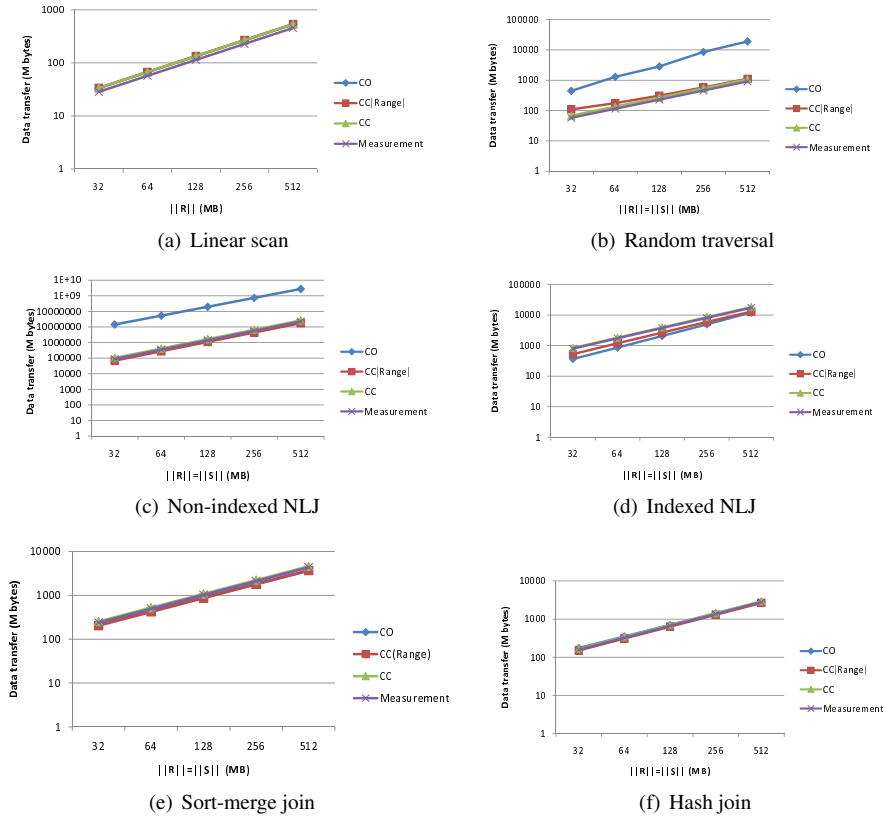 1000
100
10
1
Data transfer (M bytes)
32 64 128 256 512
||R|| (MB)
CO
CC|Range|
CC
Measurement
(a) Linear scan
100000
10000
1000
100
10
1
Data transfer (M bytes)
32 64 128 256 512
||R||=||S|| (MB)
CO
CC|Range|
CC
Measurement
(b) Random traversal
1E+10
1E+09
10000000
10000000
100000
100000
10000
1000
100
10
1
Data transfer (M bytes)
32 64 128 256 512
||R||=||S|| (MB)
CO
CC|Range|
CC
Measurement
(c) Non-indexed NLJ
100000
10000
1000
100
10
1
Data transfer (M bytes)
32 64 128 256 512
||R||=||S|| (MB)
CO
CC|Range|
CC
Measurement
(d) Indexed NLJ
10000
1000
100
10
1
Data transfer (M bytes)
32 64 128 256 512
||R||=||S|| (MB)
CO
CC(Range)
CC
Measurement
(e) Sort-merge join
10000
1000
100
10
1
Data transfer (M bytes)
32 64 128 256 512
||R||=||S|| (MB)
CO
CC|Range|
CC
Measurement
(f) Hash join